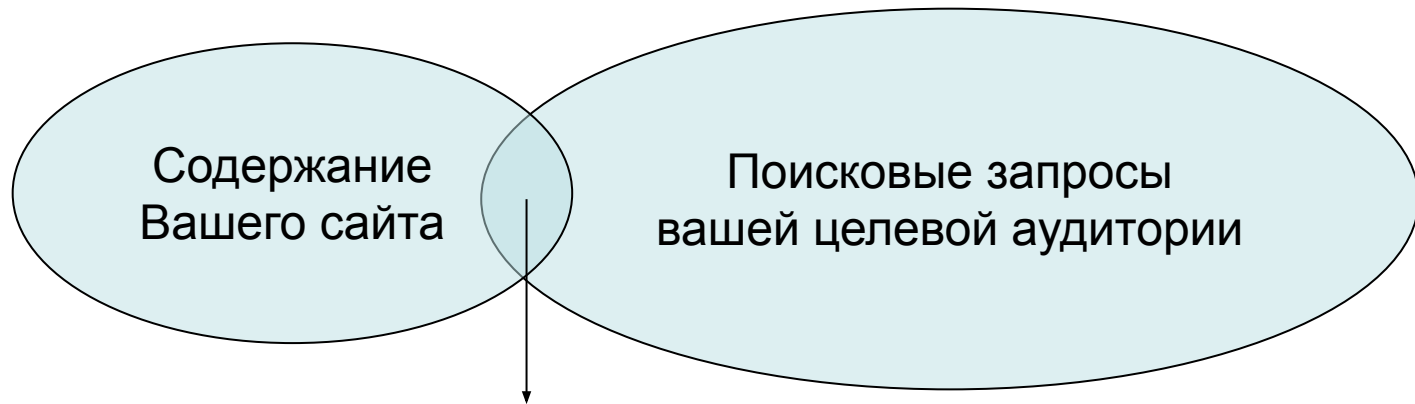 Содержание
Вашего сайта
Поисковые запросы
вашей целевой аудитории